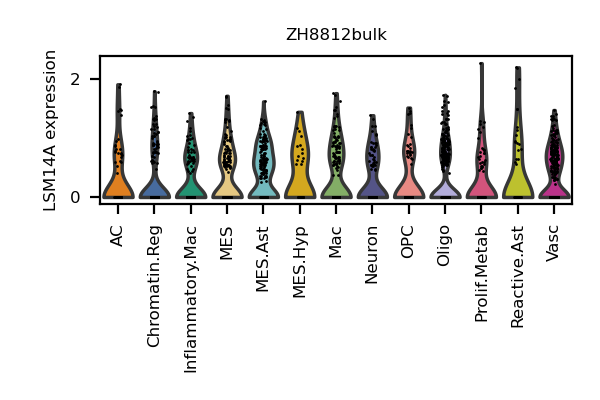 ZH8812bulk
LSM14A expression
2
0
AC
Chromatin.Reg
Inflammatory.Mac
MES
MES.Ast
MES.Hyp
Mac
Neuron
OPC
Oligo
Prolif.Metab
Reactive.Ast
Vasc